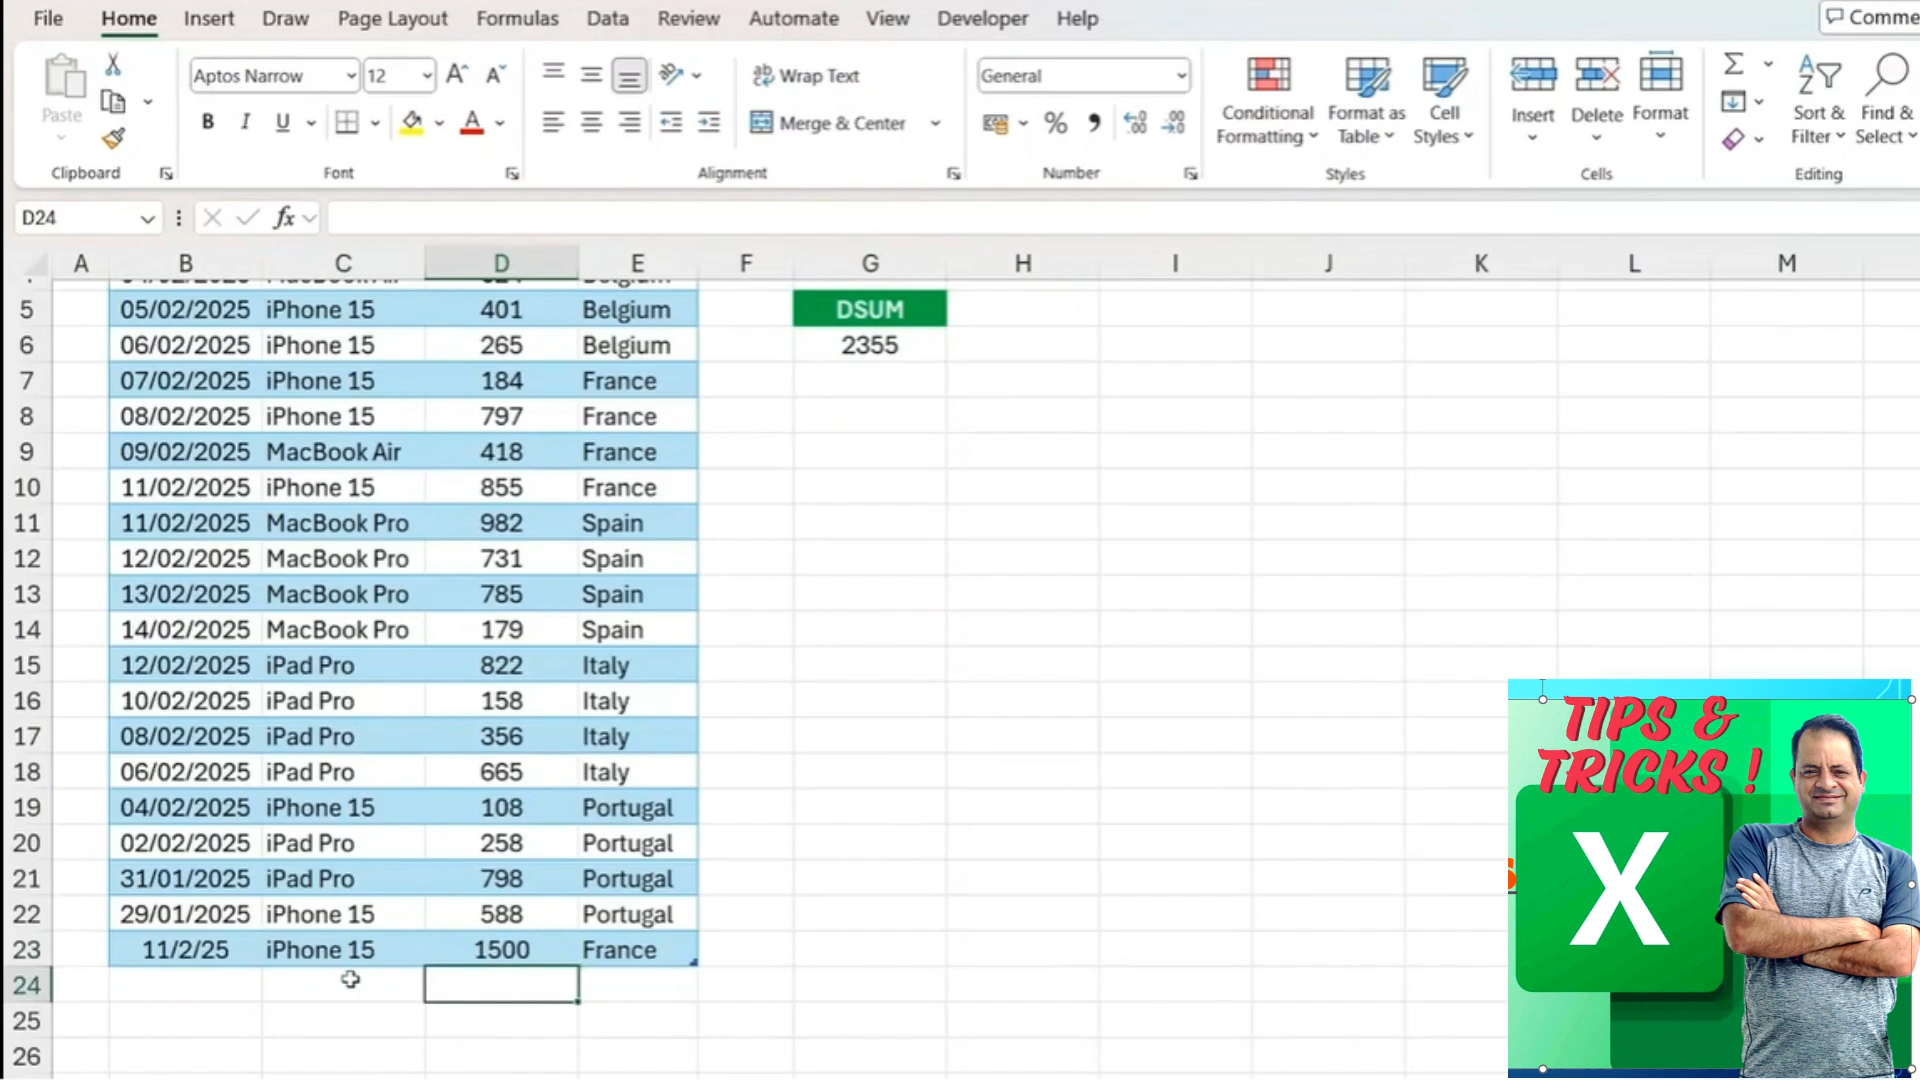 File Home Insert Draw Page Layout Formulas Data Review Automate View Developer Help Comme
Aptos Narrow 12 Wrap Text General
Paste B I U Merge & Center % Conditional Formatting Format as Table Cell Styles Insert Delete Format Sort & Filter Find & Select
Clipboard Font Alignment Number Styles Cells Editing
D24 fx
A B C D E F G H I J K L M
5 05/02/2025 iPhone 15 401 Belgium DSUM
6 06/02/2025 iPhone 15 265 Belgium 2355
7 07/02/2025 iPhone 15 184 France
8 08/02/2025 iPhone 15 797 France
9 09/02/2025 MacBook Air 418 France
10 11/02/2025 iPhone 15 855 France
11 11/02/2025 MacBook Pro 982 Spain
12 12/02/2025 MacBook Pro 731 Spain
13 13/02/2025 MacBook Pro 785 Spain
14 14/02/2025 MacBook Pro 179 Spain
15 12/02/2025 iPad Pro 822 Italy
16 10/02/2025 iPad Pro 158 Italy
17 08/02/2025 iPad Pro 356 Italy
18 06/02/2025 iPad Pro 665 Italy
19 04/02/2025 iPhone 15 108 Portugal
20 02/02/2025 iPad Pro 258 Portugal
21 31/01/2025 iPad Pro 798 Portugal
22 29/01/2025 iPhone 15 588 Portugal
23 11/2/25 iPhone 15 1500 France
24
25
26
TIPS &
TRICKS !
X